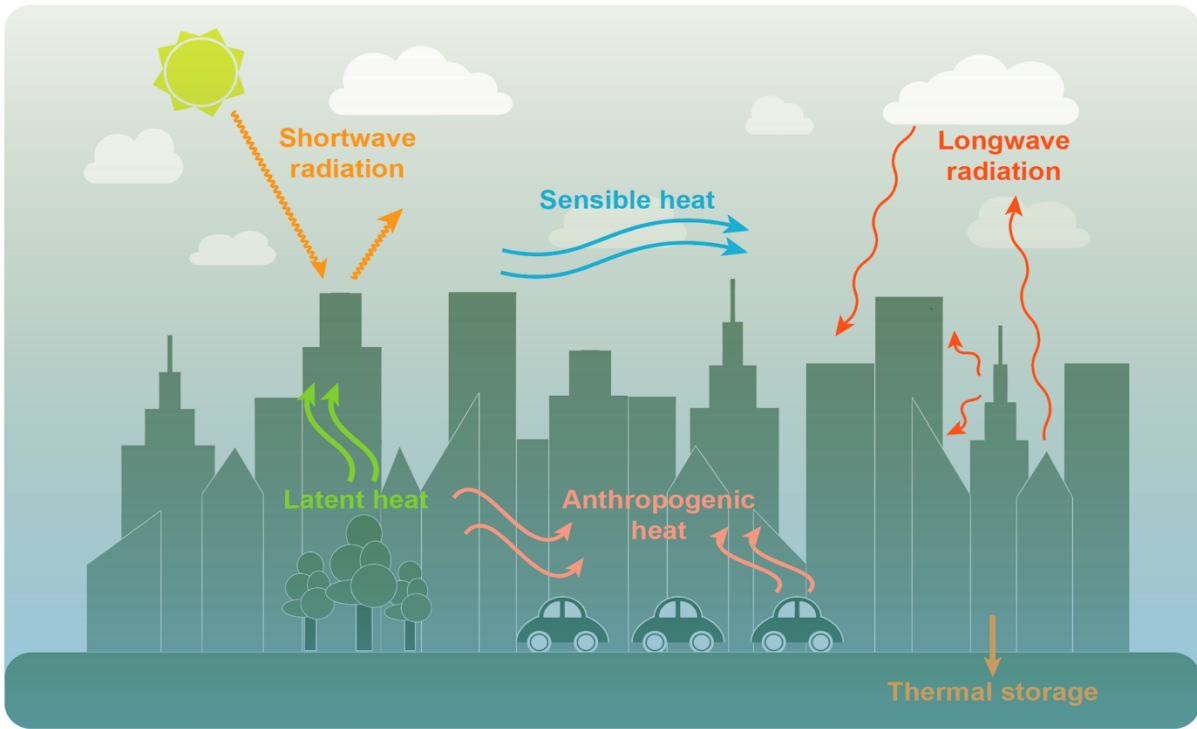 Shortwave
radiation
Longwave
radiation
Sensible heat
Latent heat
Anthropogenic
heat
Thermal storage